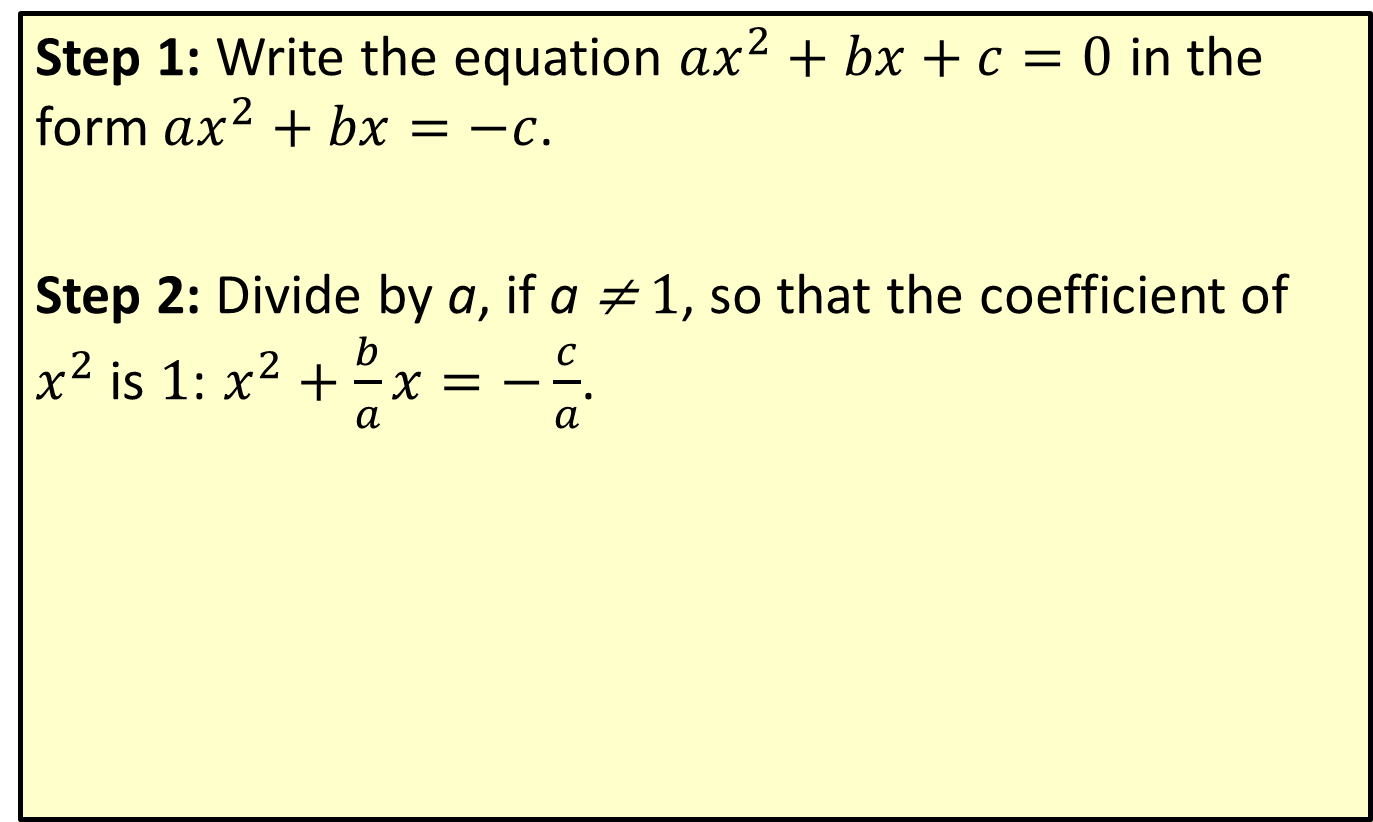 Step 1: Write the equation ax² + bx + c = 0 in the
form ax² + bx = −c.
Step 2: Divide by a, if a ≠ 1, so that the coefficient of
x² is 1: x² + b/a x = − c/a.